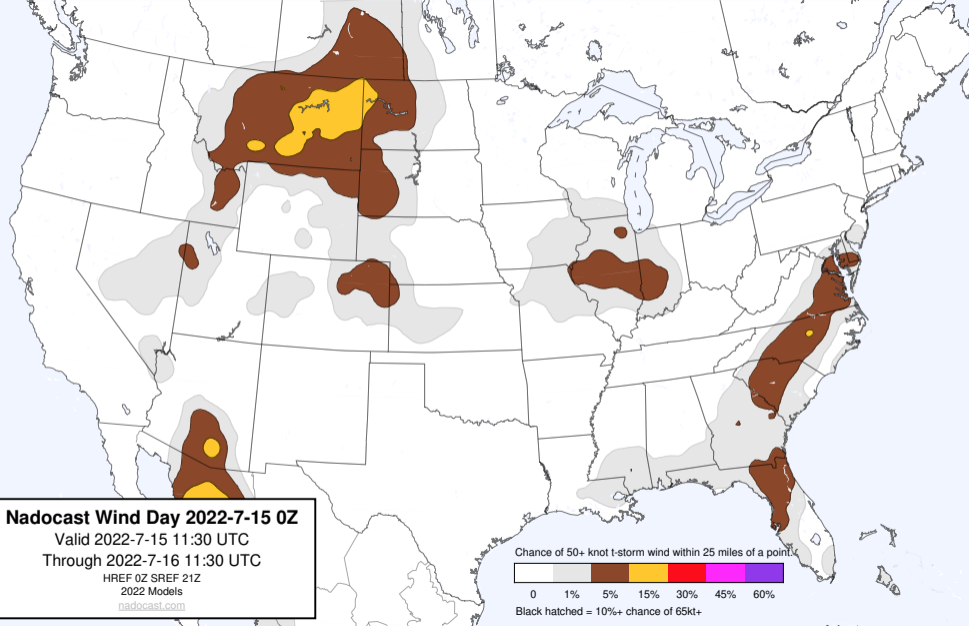 Nadocast Wind Day 2022-7-15 0Z
Valid 2022-7-15 11:30 UTC
Through 2022-7-16 11:30 UTC
HREF 0Z SREF 21Z
2022 Models
nadocast.com
Chance of 50+ knot t-storm wind within 25 miles of a point.
0 1% 5% 15% 30% 45% 60%
Black hatched = 10%+ chance of 65kt+